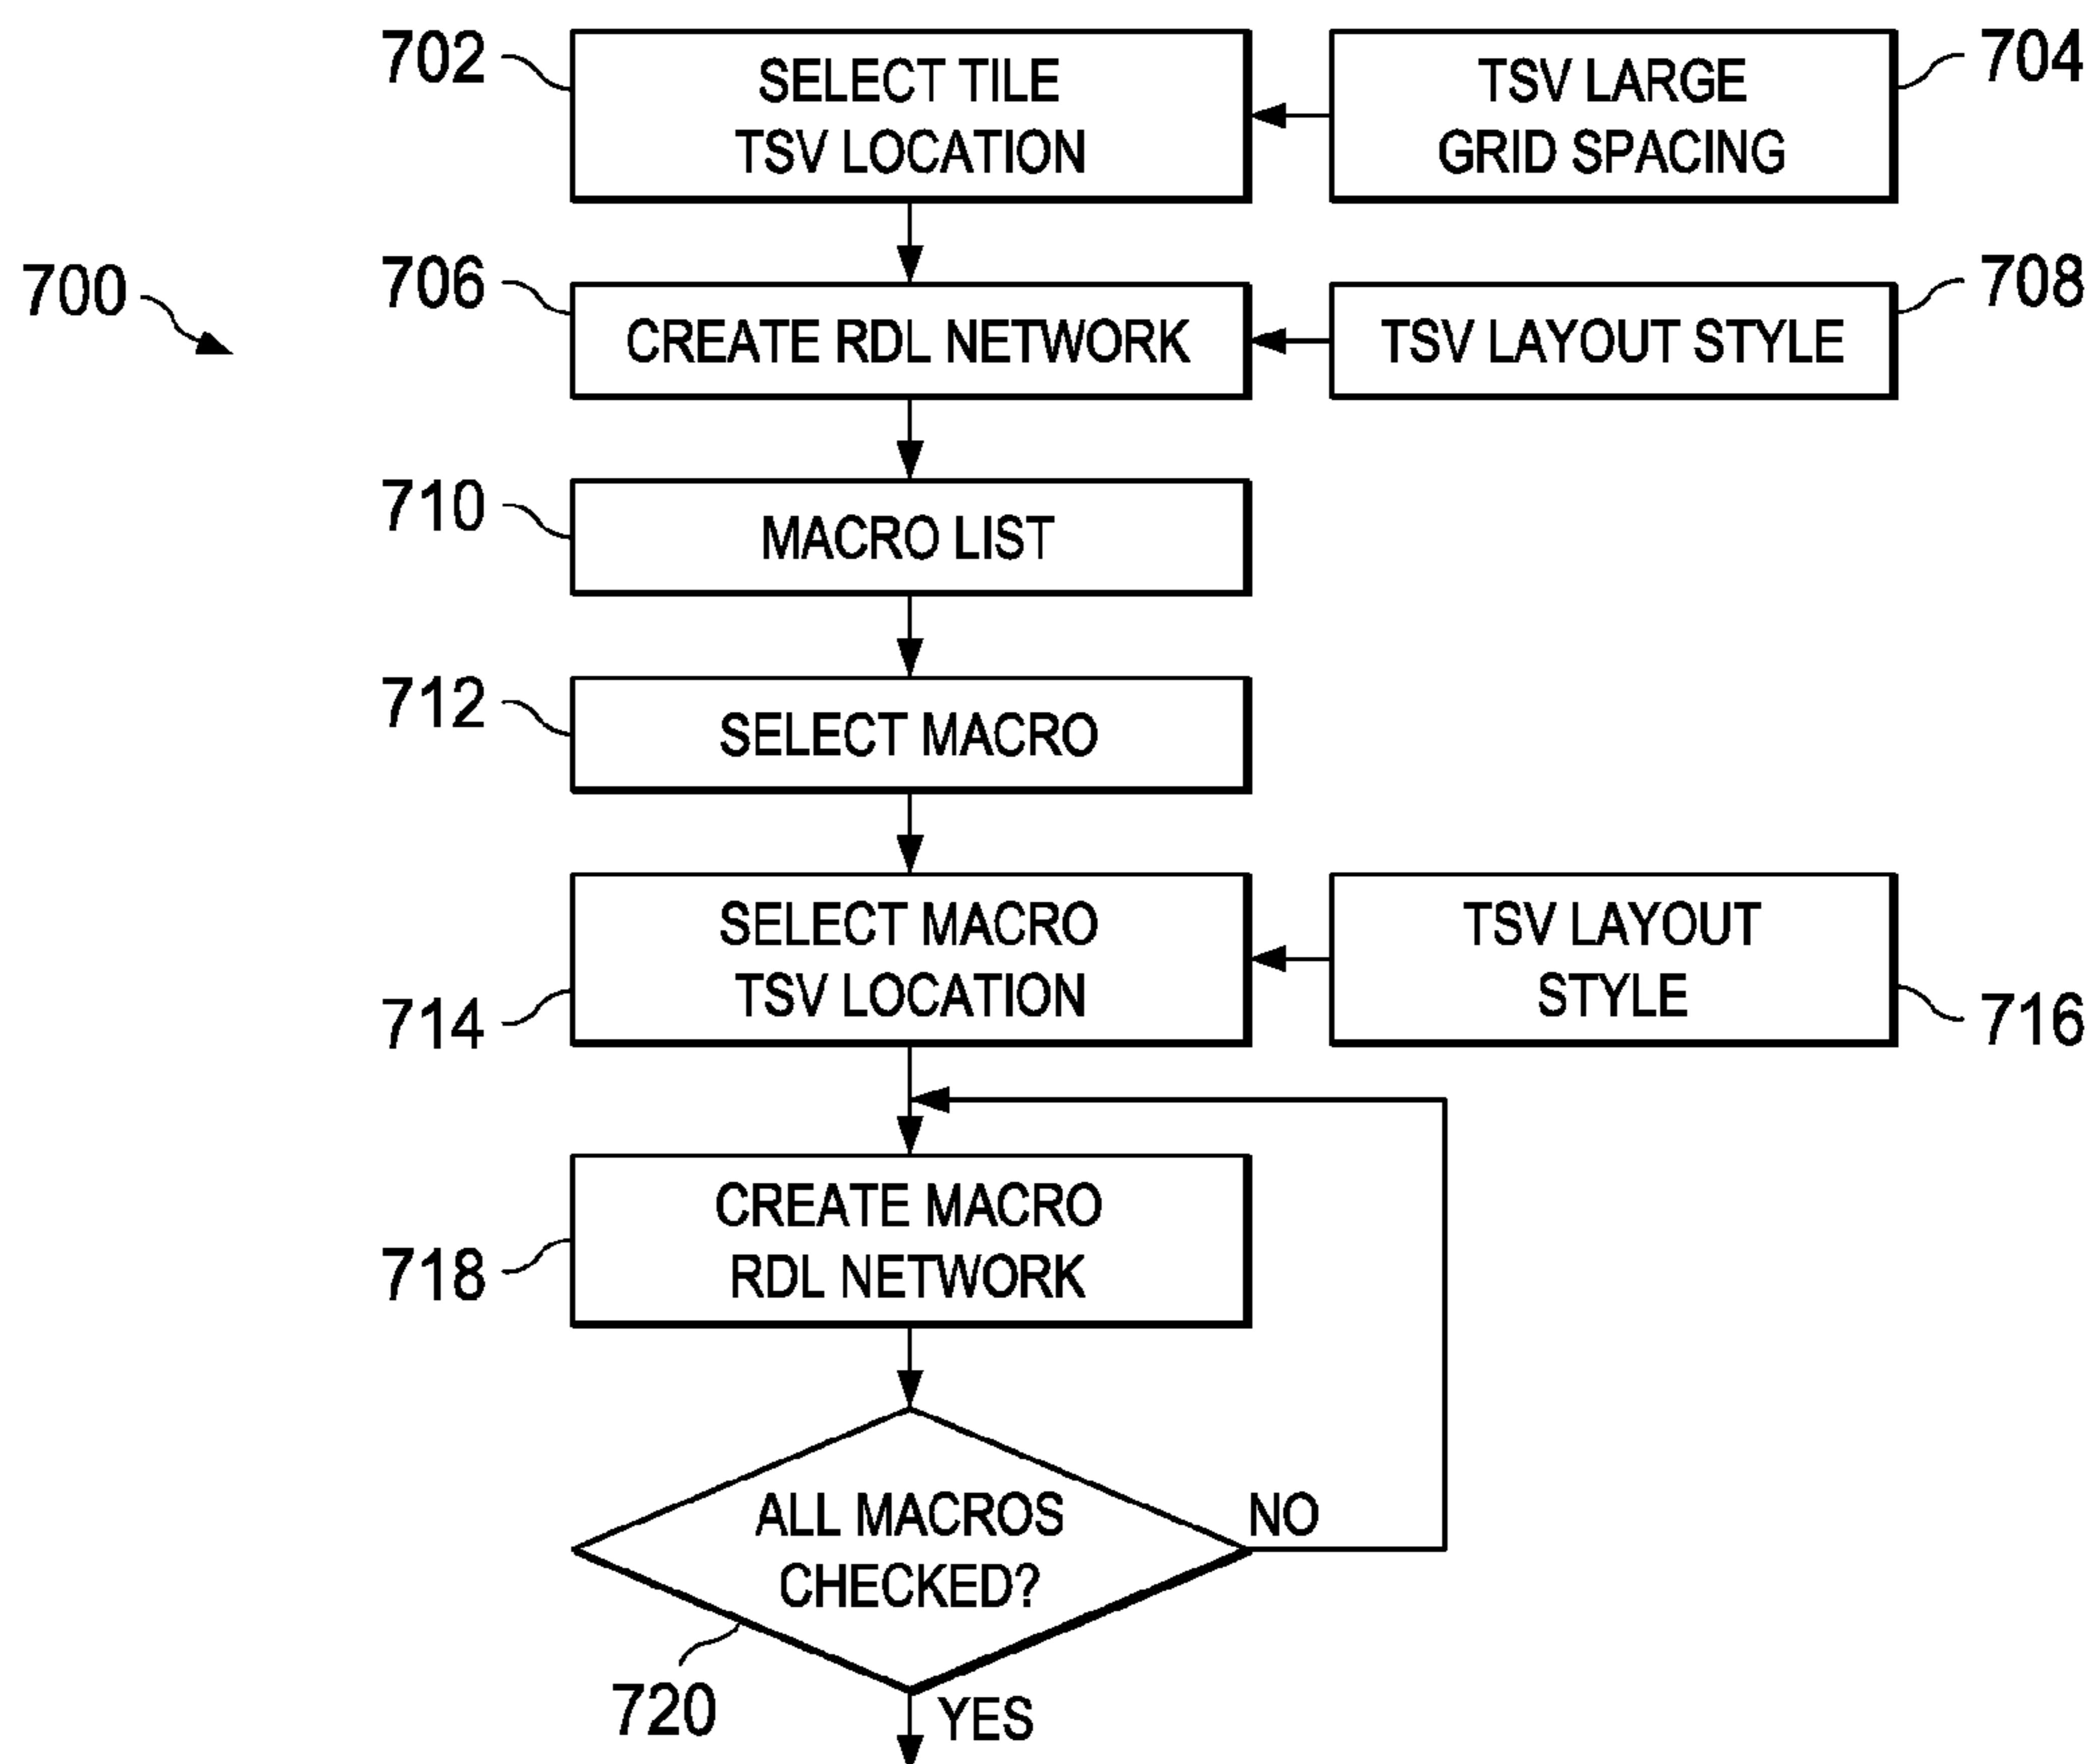 702
SELECT TILE
TSV LOCATION
TSV LARGE
GRID SPACING
704
700
706
CREATE RDL NETWORK
TSV LAYOUT STYLE
708
710
MACRO LIST
712
SELECT MACRO
714
SELECT MACRO
TSV LOCATION
TSV LAYOUT
STYLE
716
718
CREATE MACRO
RDL NETWORK
ALL MACROS
CHECKED?
NO
720
YES